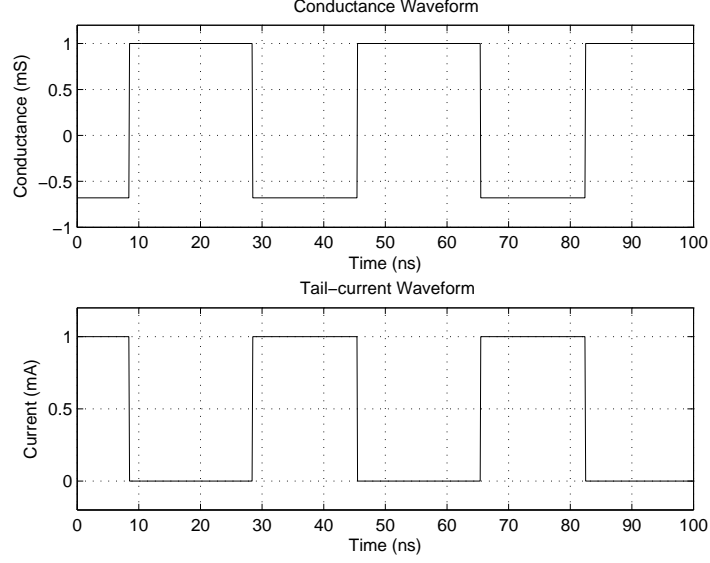 Conductance Waveform
Conductance (mS)
1
0.5
0
−0.5
−1
0 10 20 30 40 50 60 70 80 90 100
Time (ns)
Tail−current Waveform
Current (mA)
1
0.5
0
0 10 20 30 40 50 60 70 80 90 100
Time (ns)